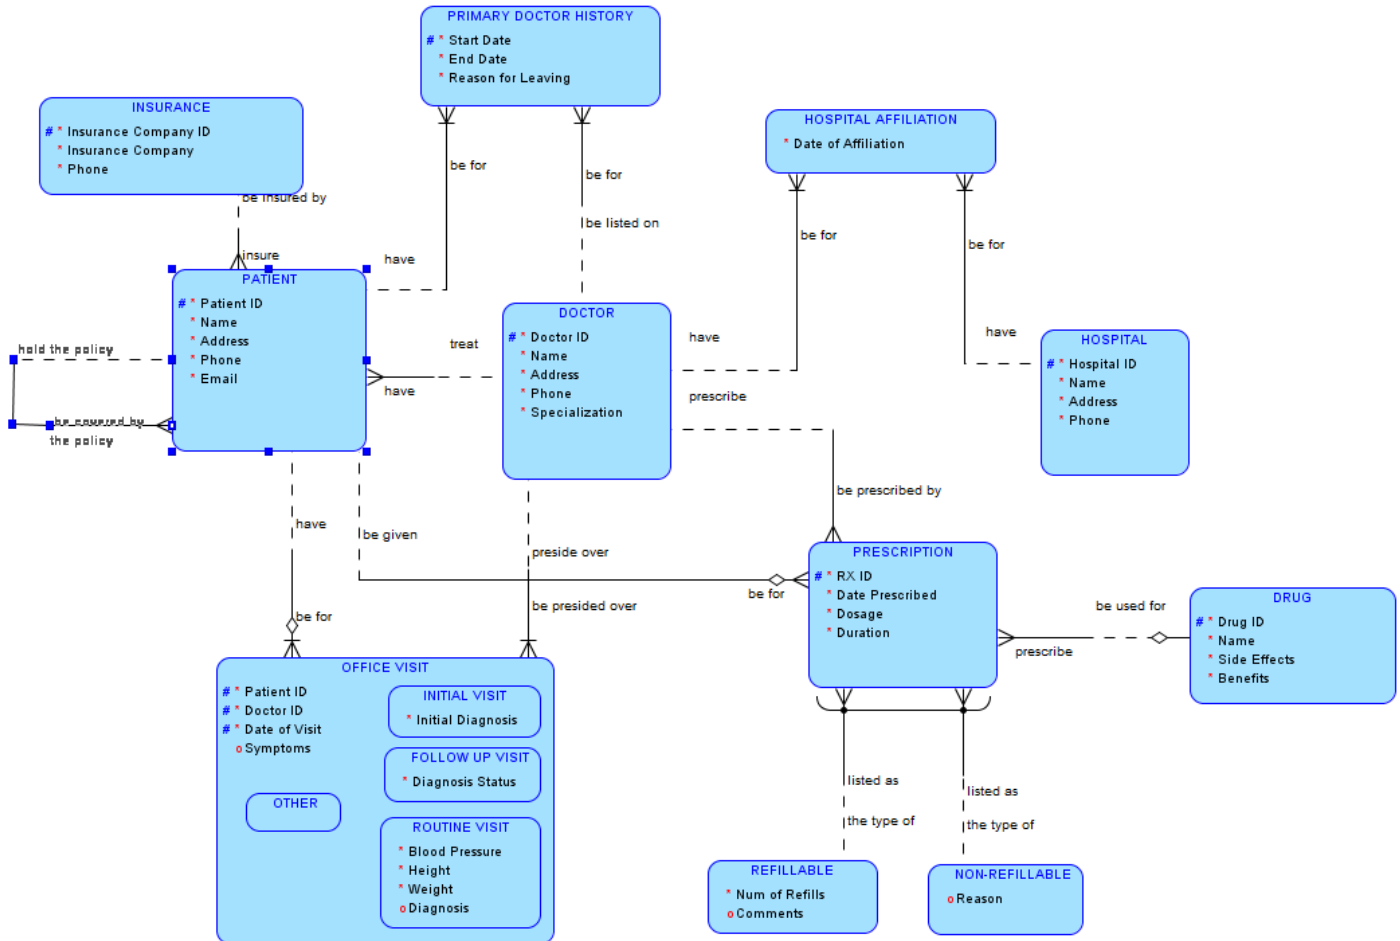 PRIMARY DOCTOR HISTORY
# * Start Date
* End Date
* Reason for Leaving
INSURANCE
# * Insurance Company ID
* Insurance Company
* Phone
HOSPITAL AFFILIATION
* Date of Affiliation
be for
be for
be insured by
be listed on
be for
be for
insure
have
PATIENT
# * Patient ID
* Name
* Address
* Phone
* Email
DOCTOR
# * Doctor ID
* Name
* Address
* Phone
* Specialization
have
have
HOSPITAL
# * Hospital ID
* Name
* Address
* Phone
hold the policy
treat
have
prescribe
be covered by
the policy
be prescribed by
have
be given
preside over
be presided over
be for
be for
PRESCRIPTION
# * RX ID
* Date Prescribed
* Dosage
* Duration
be used for
prescribe
DRUG
# * Drug ID
* Name
* Side Effects
* Benefits
OFFICE VISIT
# * Patient ID
# * Doctor ID
# * Date of Visit
o Symptoms
INITIAL VISIT
* Initial Diagnosis
FOLLOW UP VISIT
* Diagnosis Status
OTHER
ROUTINE VISIT
* Blood Pressure
* Height
* Weight
o Diagnosis
listed as
the type of
listed as
the type of
REFILLABLE
* Num of Refills
o Comments
NON-REFILLABLE
o Reason